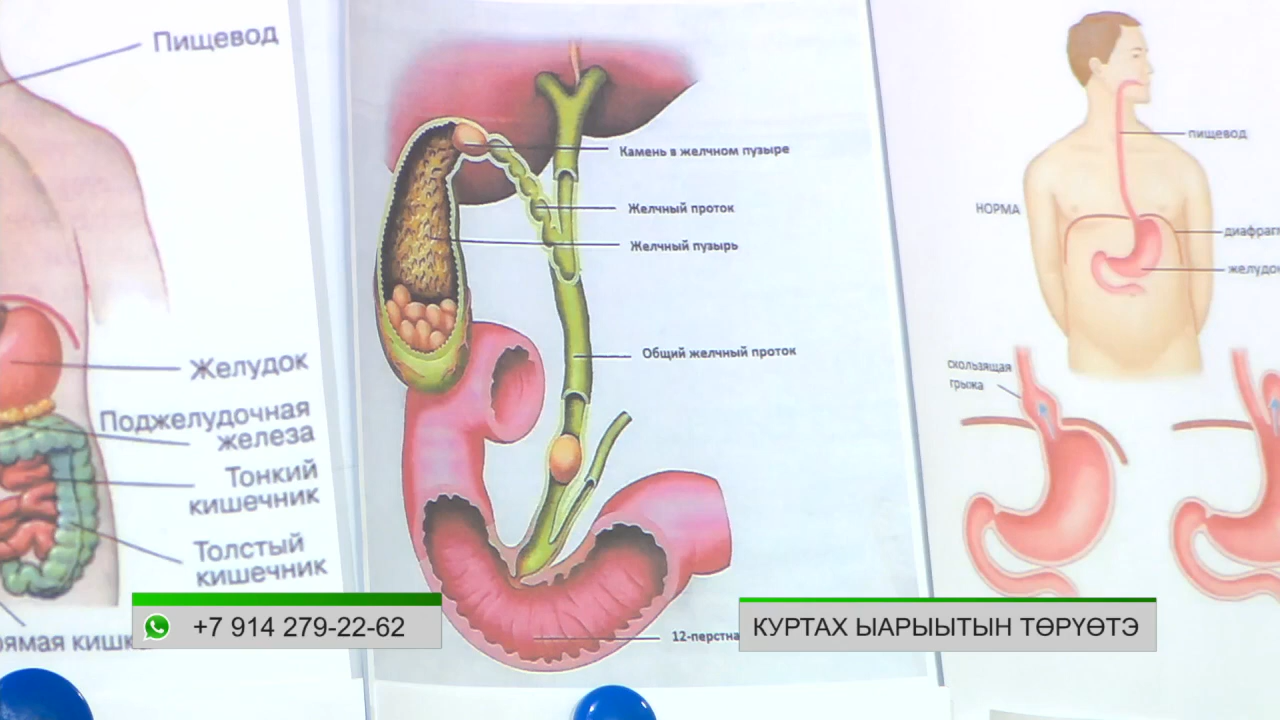 Пищевод
Желудок
Поджелудочная
железа
Тонкий
кишечник
Толстый
кишечник
Камень в желчном пузыре
Желчный проток
Желчный пузырь
Общий желчный проток
пищевод
НОРМА
скользящая
грыжа
+7 914 279-22-62
КУРТАХ ЫАРЫЫТЫН ТӨРҮӨТЭ